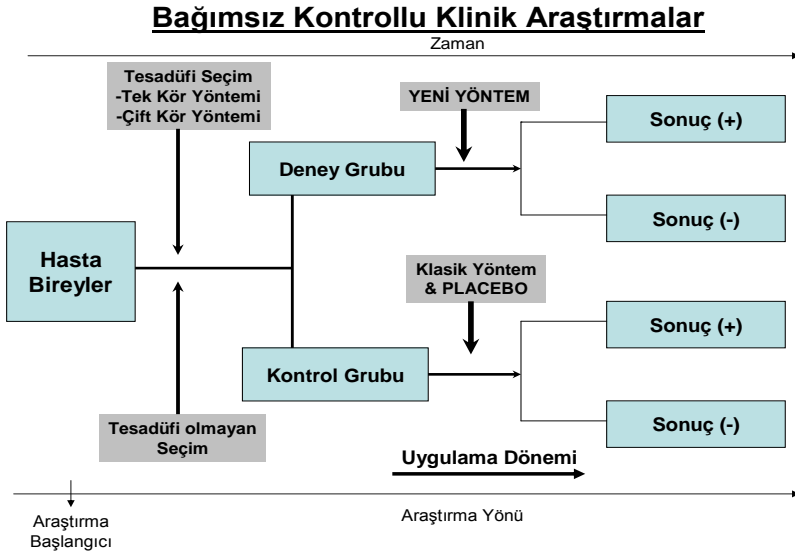 Bağımsız Kontrollu Klinik Araştırmalar
Zaman
Tesadüfi Seçim
-Tek Kör Yöntemi
-Çift Kör Yöntemi
YENİ YÖNTEM
Sonuç (+)
Deney Grubu
Sonuç (-)
Hasta
Bireyler
Klasik Yöntem
& PLACEBO
Sonuç (+)
Kontrol Grubu
Sonuç (-)
Tesadüfi olmayan
Seçim
Uygulama Dönemi
Araştırma
Başlangıcı
Araştırma Yönü